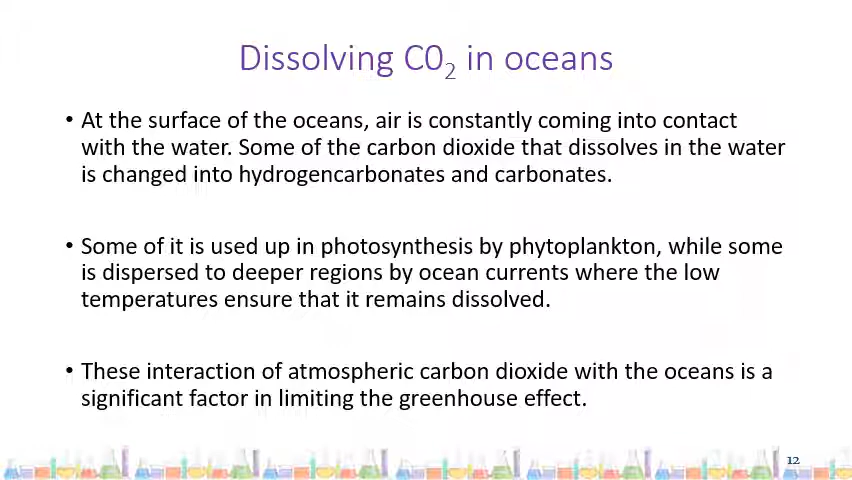 Dissolving C0₂ in oceans
• At the surface of the oceans, air is constantly coming into contact
with the water. Some of the carbon dioxide that dissolves in the water
is changed into hydrogencarbonates and carbonates.
• Some of it is used up in photosynthesis by phytoplankton, while some
is dispersed to deeper regions by ocean currents where the low
temperatures ensure that it remains dissolved.
• These interaction of atmospheric carbon dioxide with the oceans is a
significant factor in limiting the greenhouse effect.
12